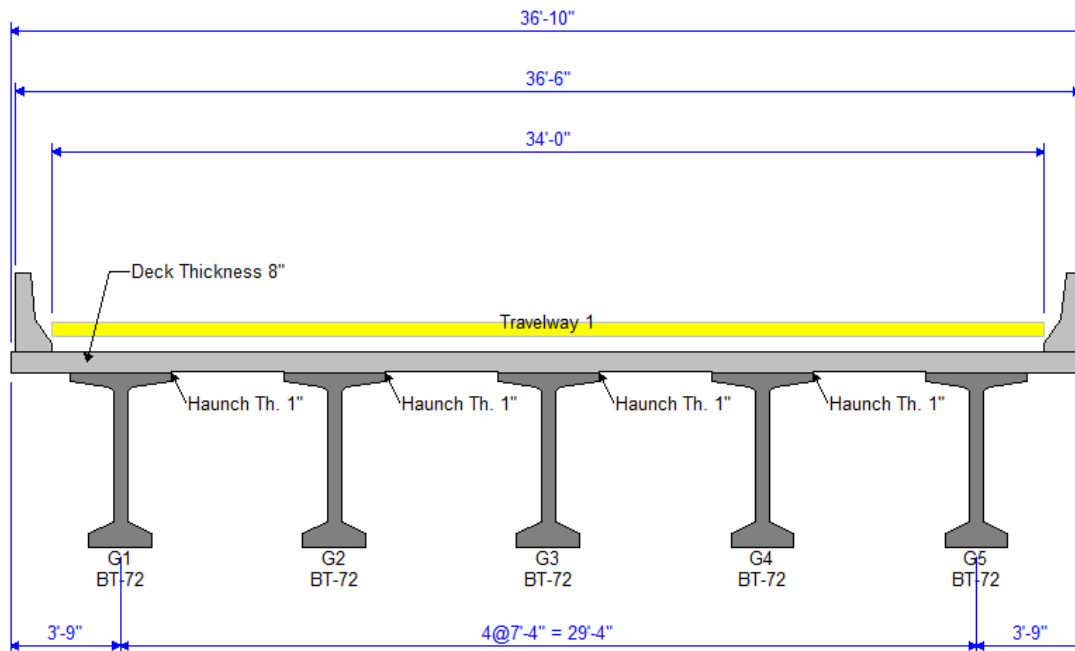 36'-10"
36'-6"
34'-0"
Deck Thickness 8"
Travelway 1
Haunch Th. 1"
Haunch Th. 1"
Haunch Th. 1"
Haunch Th. 1"
G1
BT-72
G2
BT-72
G3
BT-72
G4
BT-72
G5
BT-72
3'-9"
4@7'-4" = 29'-4"
3'-9"